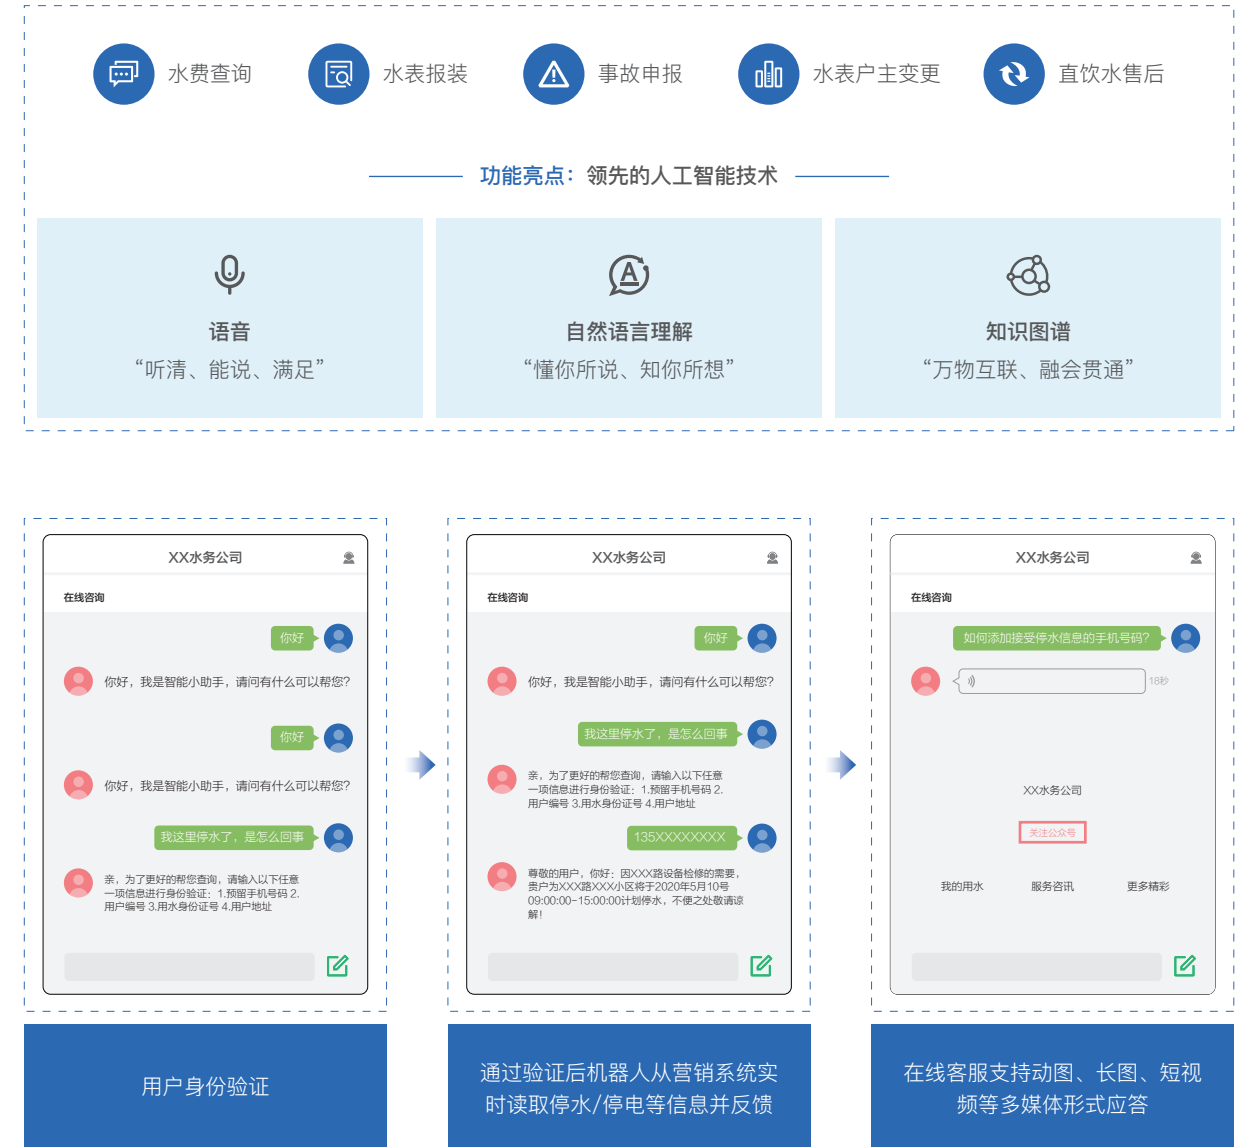 水费查询
水表报装
事故申报
水表户主变更
直饮水售后
功能亮点：领先的人工智能技术
语音
“听清、能说、满足”
自然语言理解
“懂你所说、知你所想”
知识图谱
“万物互联、融会贯通”
XX水务公司
在线咨询
你好
你好，我是智能小助手，请问有什么可以帮您?
你好
你好，我是智能小助手，请问有什么可以帮您?
我这里停水了，是怎么回事
亲，为了更好的帮您查询，请输入以下任意
一项信息进行身份验证：1.预留手机号码 2.
用户编号 3.用水身份证号 4.用户地址
用户身份验证
XX水务公司
在线咨询
你好
你好，我是智能小助手，请问有什么可以帮您?
我这里停水了，是怎么回事
亲，为了更好的帮您查询，请输入以下任意
一项信息进行身份验证：1.预留手机号码 2.
用户编号 3.用水身份证号 4.用户地址
135XXXXXXXX
尊敬的用户，你好：因XXX路设备检修的需要，
贵户为XXX路XXX小区将于2020年5月10号
09:00:00-15:00:00计划停水，不便之处敬请谅
解！
通过验证后机器人从营销系统实
时读取停水/停电等信息并反馈
XX水务公司
在线咨询
如何添加接受停水信息的手机号码?
18秒
XX水务公司
关注公众号
我的用水
服务咨讯
更多精彩
在线客服支持动图、长图、短视
频等多媒体形式应答